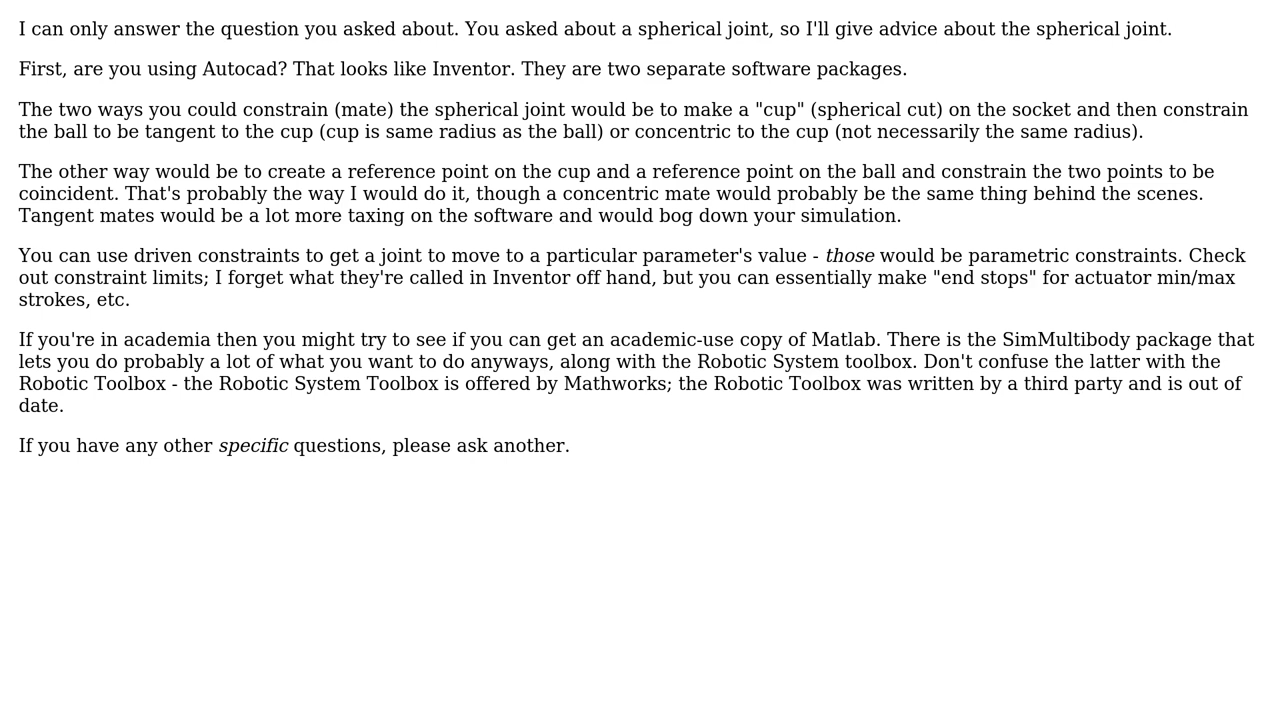 I can only answer the question you asked about. You asked about a spherical joint, so I'll give advice about the spherical joint.
First, are you using Autocad? That looks like Inventor. They are two separate software packages.
The two ways you could constrain (mate) the spherical joint would be to make a "cup" (spherical cut) on the socket and then constrain
the ball to be tangent to the cup (cup is same radius as the ball) or concentric to the cup (not necessarily the same radius).
The other way would be to create a reference point on the cup and a reference point on the ball and constrain the two points to be
coincident. That's probably the way I would do it, though a concentric mate would probably be the same thing behind the scenes.
Tangent mates would be a lot more taxing on the software and would bog down your simulation.
You can use driven constraints to get a joint to move to a particular parameter's value - those would be parametric constraints. Check
out constraint limits; I forget what they're called in Inventor off hand, but you can essentially make "end stops" for actuator min/max
strokes, etc.
If you're in academia then you might try to see if you can get an academic-use copy of Matlab. There is the SimMultibody package that
lets you do probably a lot of what you want to do anyways, along with the Robotic System toolbox. Don't confuse the latter with the
Robotic Toolbox - the Robotic System Toolbox is offered by Mathworks; the Robotic Toolbox was written by a third party and is out of
date.
If you have any other specific questions, please ask another.